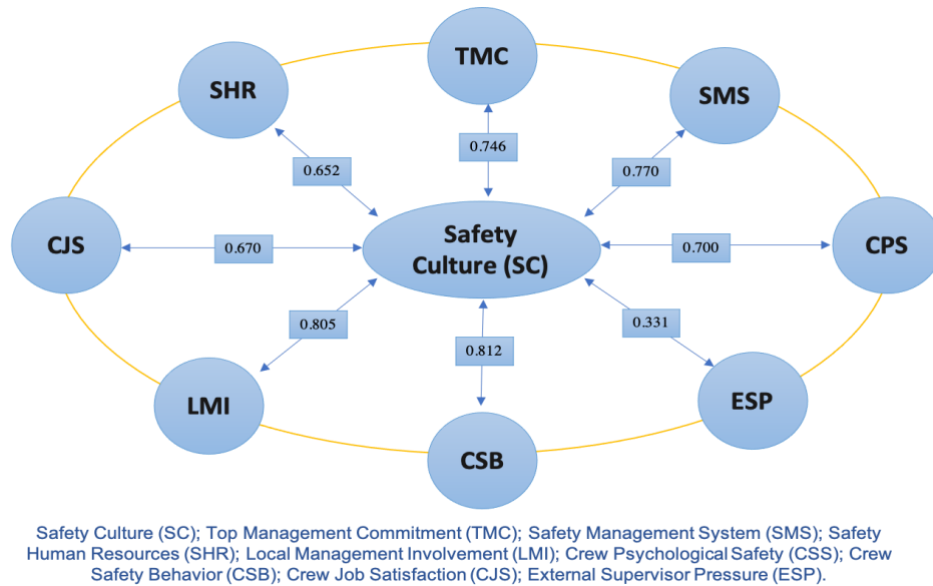 TMC
SHR
SMS
0.746
0.652
0.770
Safety
Culture (SC)
CJS
0.670
0.700
CPS
0.805
0.331
0.812
LMI
ESP
CSB
Safety Culture (SC); Top Management Commitment (TMC); Safety Management System (SMS); Safety
Human Resources (SHR); Local Management Involvement (LMI); Crew Psychological Safety (CSS); Crew
Safety Behavior (CSB); Crew Job Satisfaction (CJS); External Supervisor Pressure (ESP).